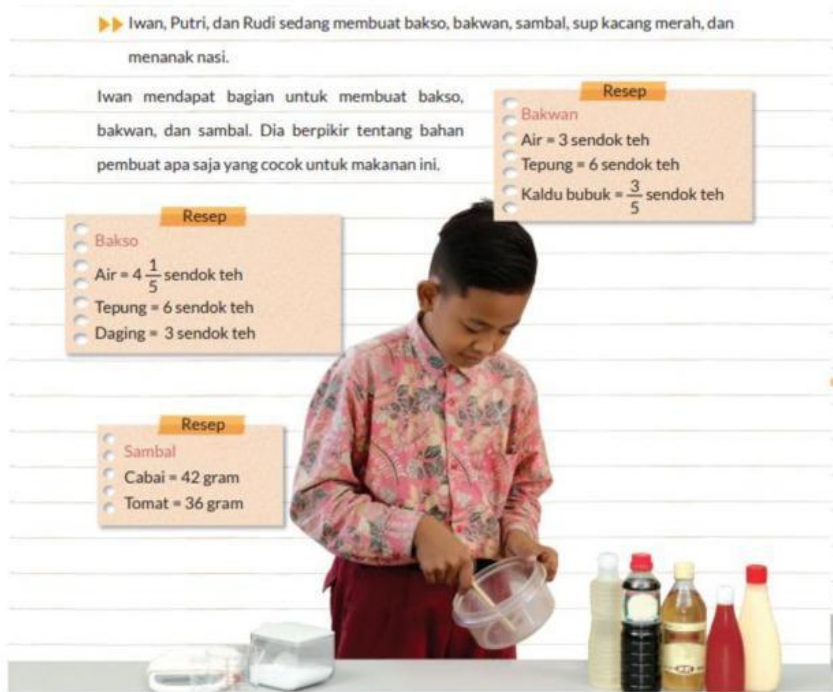 ▶▶ Iwan, Putri, dan Rudi sedang membuat bakso, bakwan, sambal, sup kacang merah, dan
menanak nasi.
Iwan mendapat bagian untuk membuat bakso,
bakwan, dan sambal. Dia berpikir tentang bahan
pembuat apa saja yang cocok untuk makanan ini.
Resep
Bakwan
Air = 3 sendok teh
Tepung = 6 sendok teh
Kaldu bubuk = 3/5 sendok teh
Resep
Bakso
Air = 4 1/5 sendok teh
Tepung = 6 sendok teh
Daging = 3 sendok teh
Resep
Sambal
Cabai = 42 gram
Tomat = 36 gram